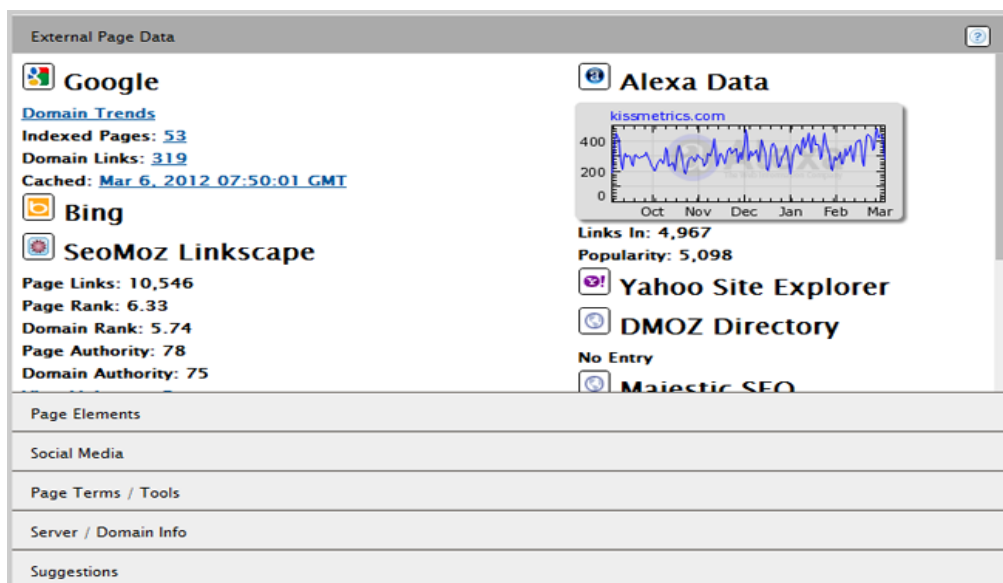 External Page Data
Google
Domain Trends
Indexed Pages: 53
Domain Links: 319
Cached: Mar 6, 2012 07:50:01 GMT
Bing
SeoMoz Linkscape
Page Links: 10,546
Page Rank: 6.33
Domain Rank: 5.74
Page Authority: 78
Domain Authority: 75
Alexa Data
kissmetrics.com
400
200
0
Oct Nov Dec Jan Feb Mar
Links In: 4,967
Popularity: 5,098
Yahoo Site Explorer
DMOZ Directory
No Entry
Majestic SEO
Page Elements
Social Media
Page Terms / Tools
Server / Domain Info
Suggestions